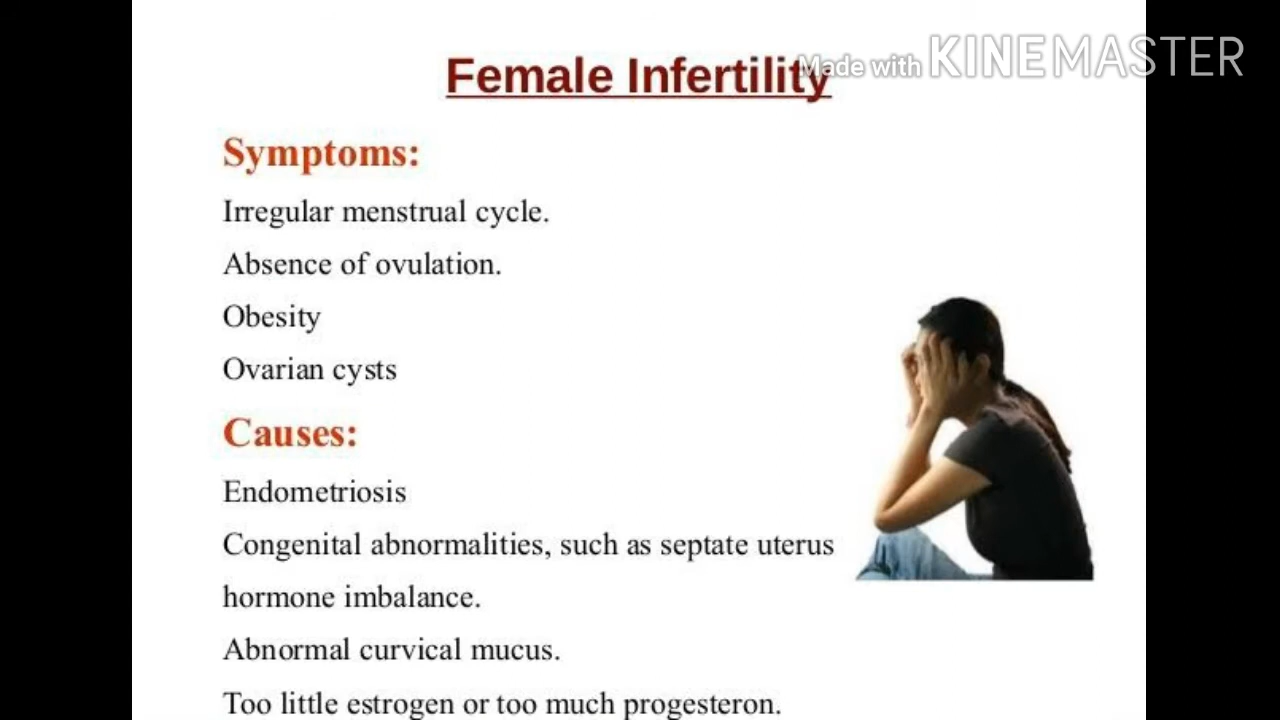 Female Infertility
Made with KINEMASTER
Symptoms:
Irregular menstrual cycle.
Absence of ovulation.
Obesity
Ovarian cysts
Causes:
Endometriosis
Congenital abnormalities, such as septate uterus
hormone imbalance.
Abnormal curvical mucus.
Too little estrogen or too much progesteron.